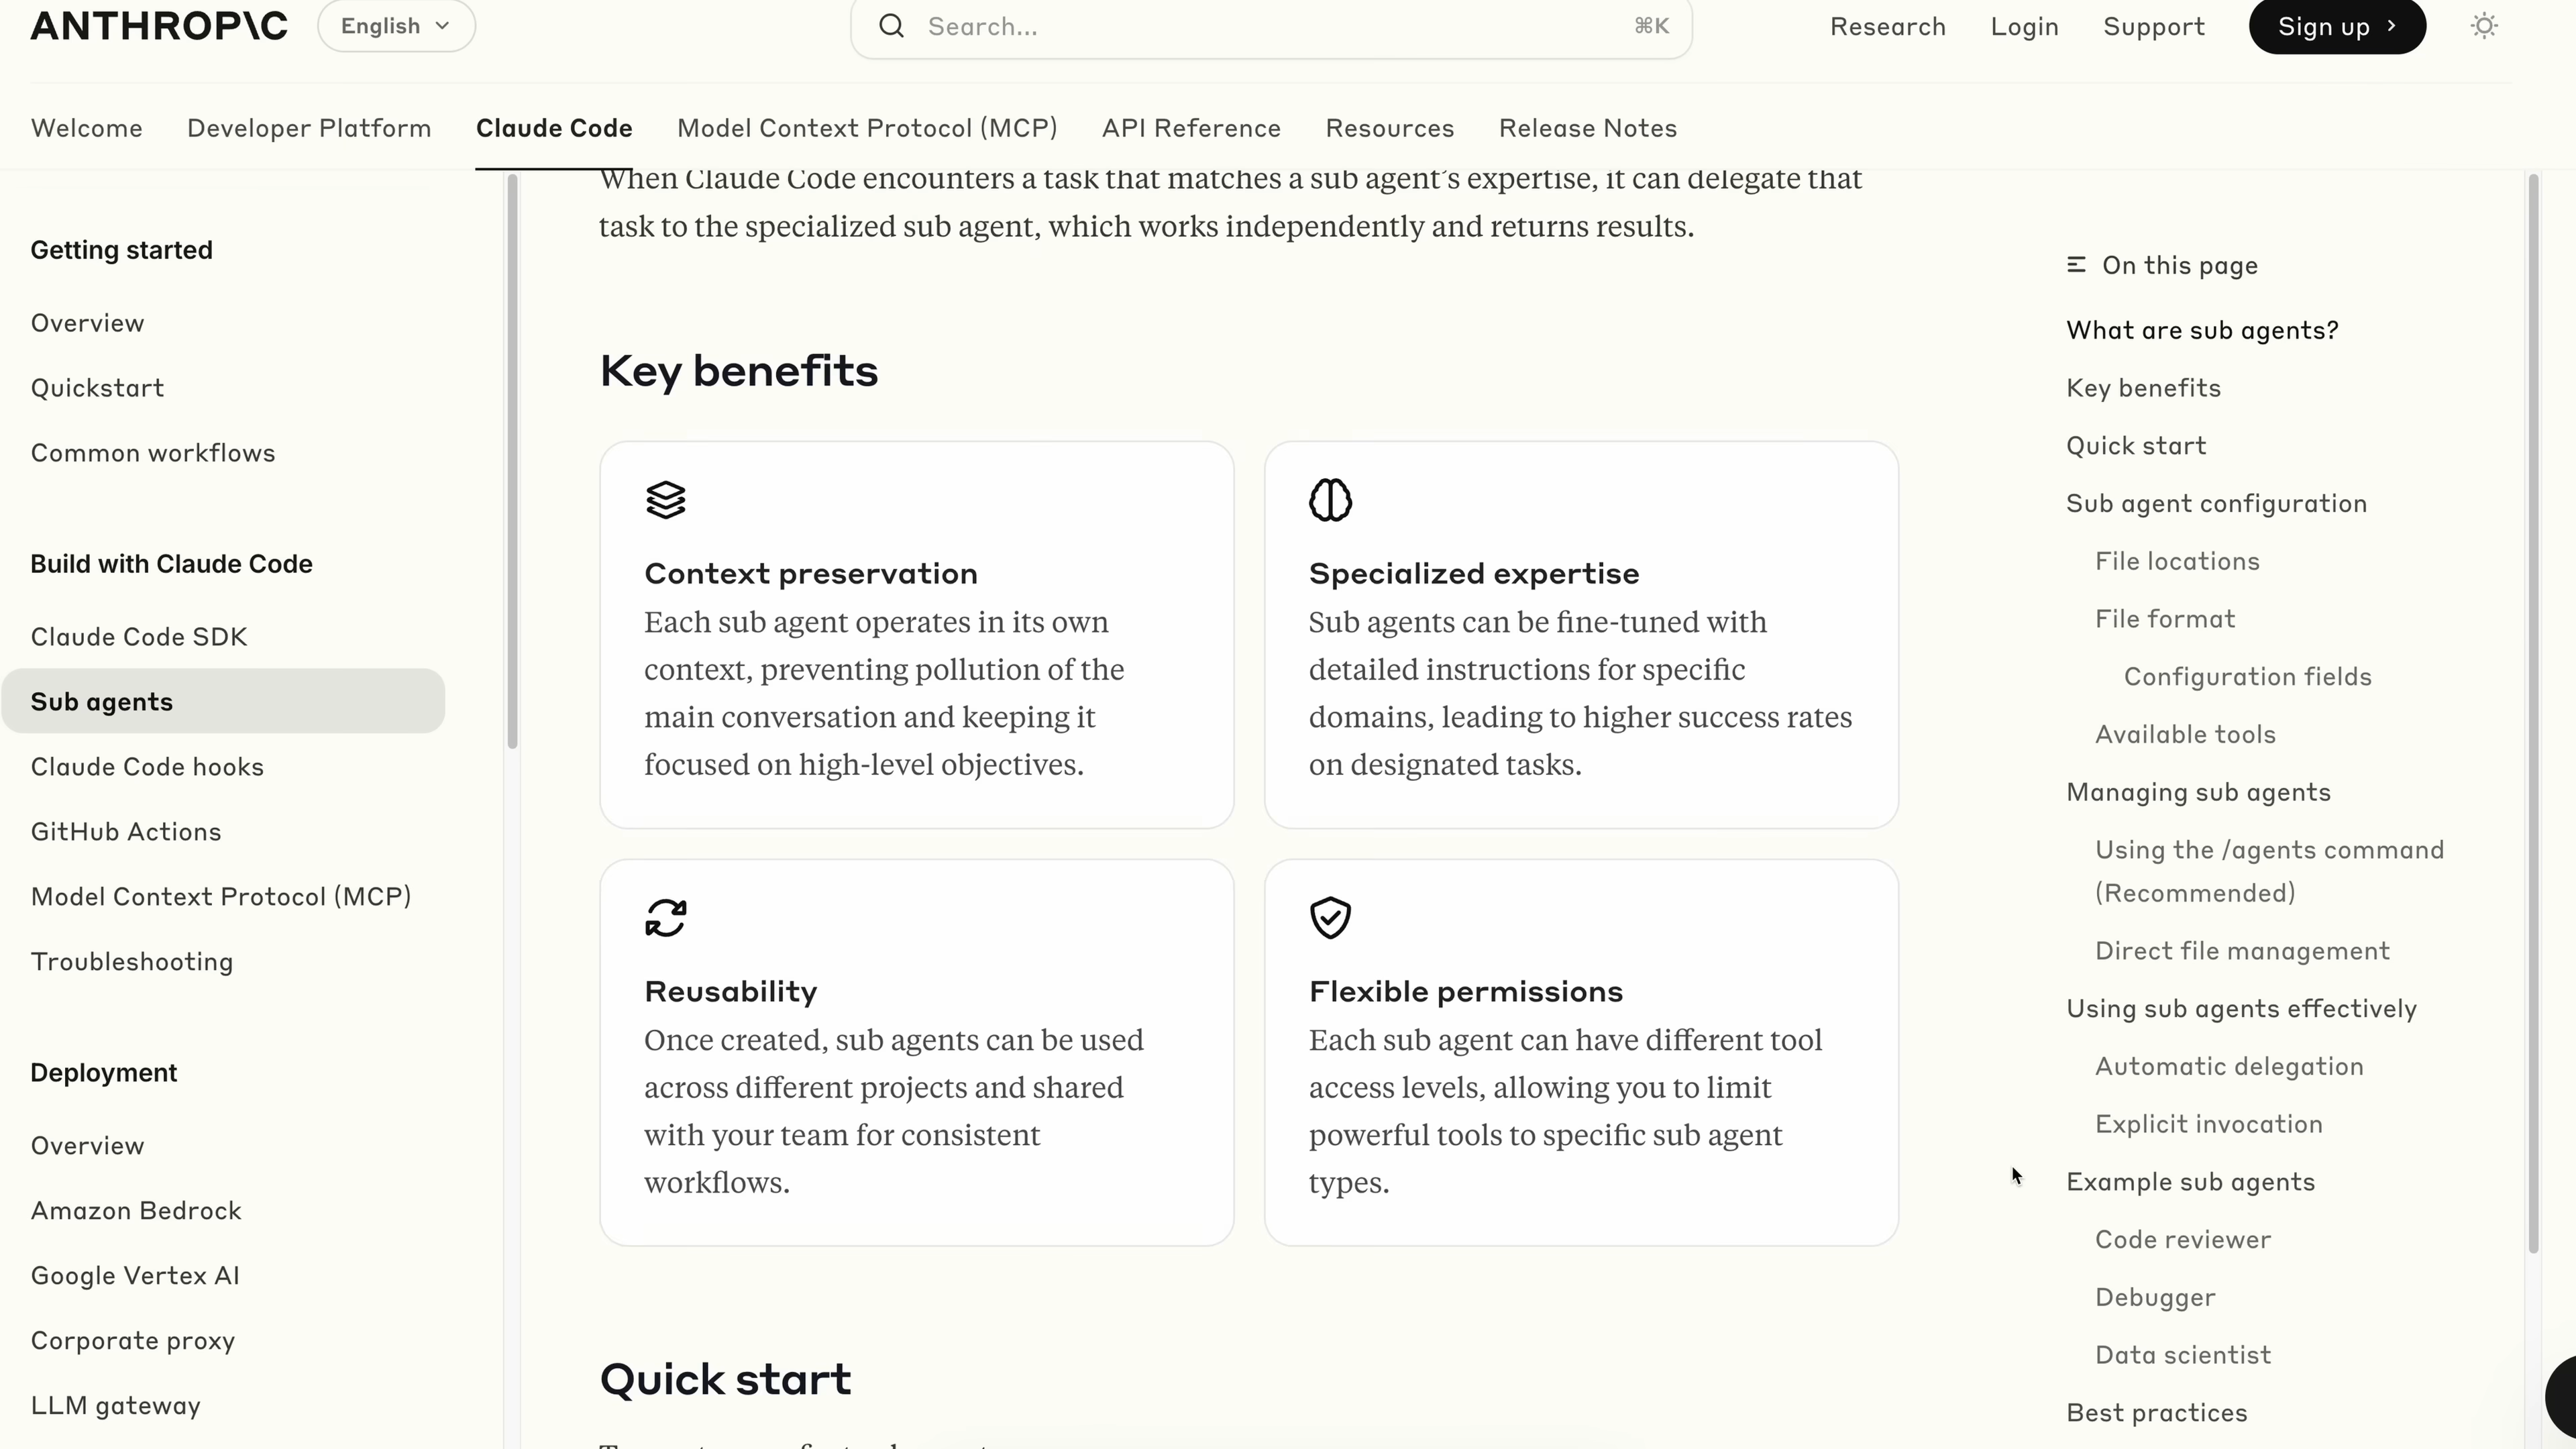 ANTHROP\C
English
Search...
⌘K
Research
Login
Support
Sign up
Welcome
Developer Platform
Claude Code
Model Context Protocol (MCP)
API Reference
Resources
Release Notes
Getting started
Overview
Quickstart
Common workflows
Build with Claude Code
Claude Code SDK
Sub agents
Claude Code hooks
GitHub Actions
Model Context Protocol (MCP)
Troubleshooting
Deployment
Overview
Amazon Bedrock
Google Vertex AI
Corporate proxy
LLM gateway
When Claude Code encounters a task that matches a sub agent’s expertise, it can delegate that
task to the specialized sub agent, which works independently and returns results.
Key benefits
Context preservation
Each sub agent operates in its own
context, preventing pollution of the
main conversation and keeping it
focused on high-level objectives.
Specialized expertise
Sub agents can be fine-tuned with
detailed instructions for specific
domains, leading to higher success rates
on designated tasks.
Reusability
Once created, sub agents can be used
across different projects and shared
with your team for consistent
workflows.
Flexible permissions
Each sub agent can have different tool
access levels, allowing you to limit
powerful tools to specific sub agent
types.
Quick start
On this page
What are sub agents?
Key benefits
Quick start
Sub agent configuration
File locations
File format
Configuration fields
Available tools
Managing sub agents
Using the /agents command
(Recommended)
Direct file management
Using sub agents effectively
Automatic delegation
Explicit invocation
Example sub agents
Code reviewer
Debugger
Data scientist
Best practices